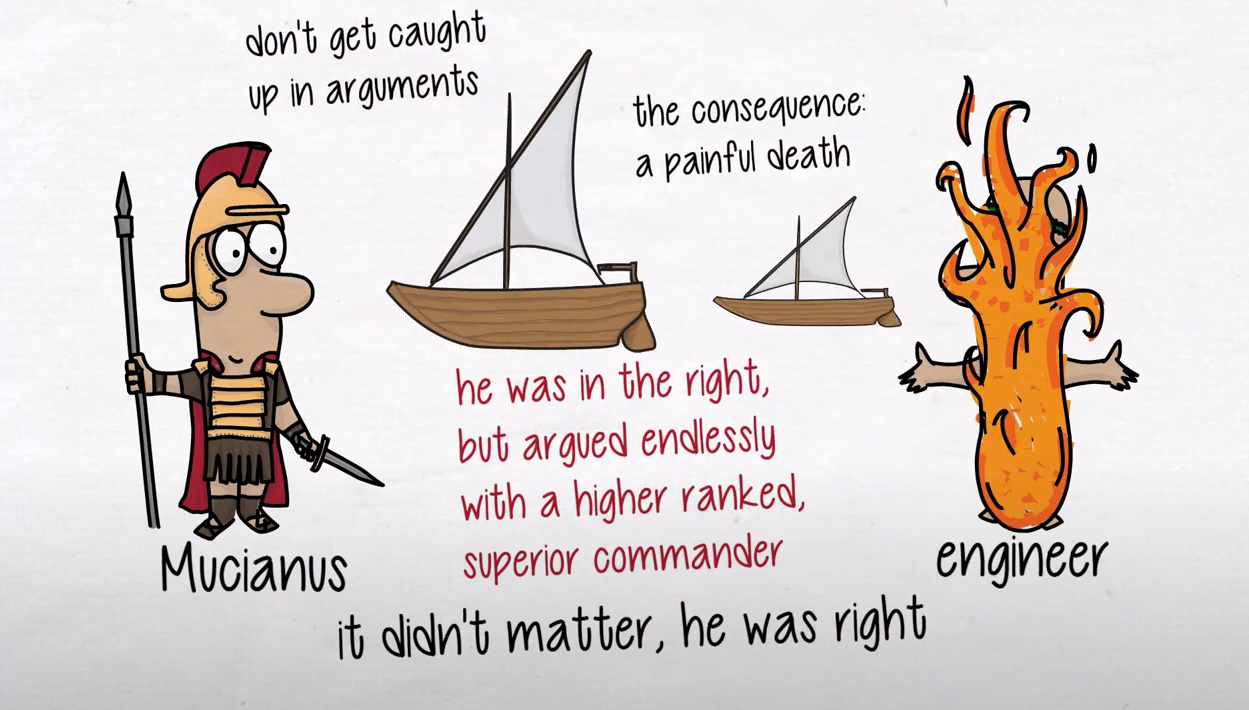 don't get caught
up in arguments
the consequence:
a painful death
he was in the right,
but argued endlessly
with a higher ranked,
superior commander
Mucianus
engineer
it didn't matter, he was right